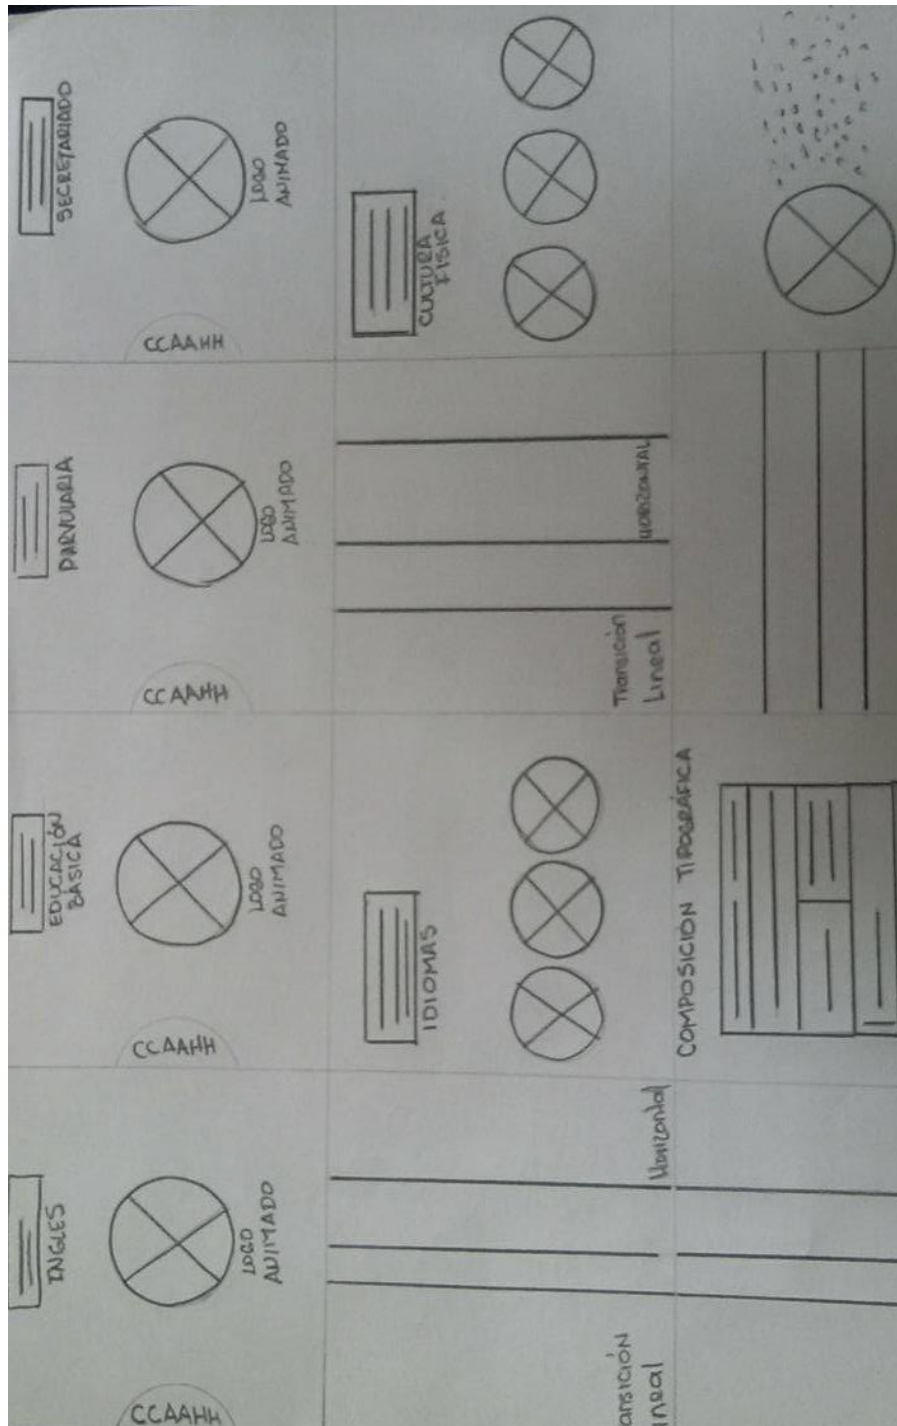 INGLES
CCAAHH
LOGO
ANIMADO
EDUCACIÓN
BÁSICA
CCAAHH
LOGO
ANIMADO
PARVULARIA
CCAAHH
LOGO
ANIMADO
SECRETARIADO
CCAAHH
LOGO
ANIMADO
ansición
neal
Horizontal
IDIOMAS
Transición
Lineal
HORIZONTAL
CULTURA
FISICA
COMPOSICIÓN TIPOGRÁFICA